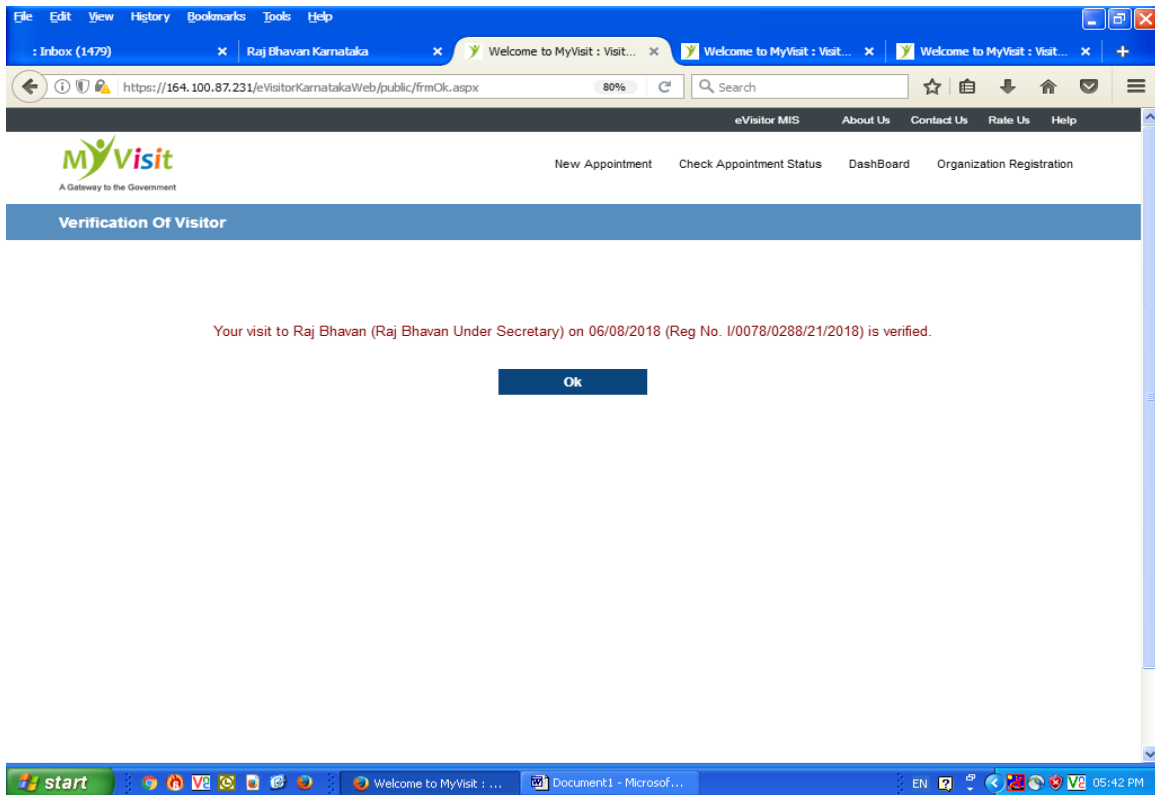 File Edit View History Bookmarks Tools Help
: Inbox (1479) Raj Bhavan Karnataka Welcome to MyVisit : Visit... Welcome to MyVisit : Visit... Welcome to MyVisit : Visit...
https://164.100.87.231/eVisitorKarnatakaWeb/public/frmOk.aspx 80% Search
eVisitor MIS About Us Contact Us Rate Us Help
MyVisit
A Gateway to the Government
New Appointment Check Appointment Status DashBoard Organization Registration
Verification Of Visitor
Your visit to Raj Bhavan (Raj Bhavan Under Secretary) on 06/08/2018 (Reg No. I/0078/0288/21/2018) is verified.
Ok
start Welcome to MyVisit : ... Document1 - Microsof... EN 05:42 PM